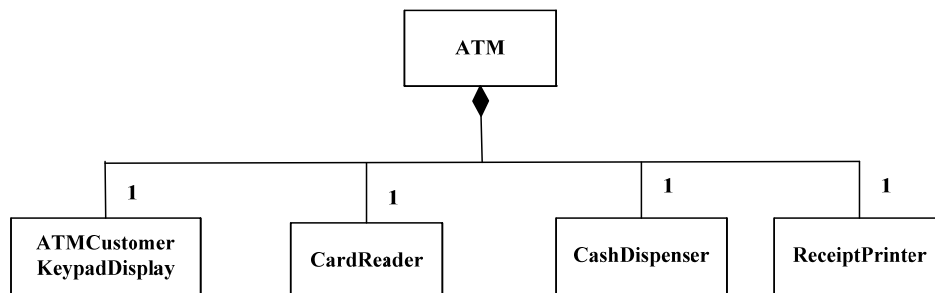 ATM
1
1
1
1
ATMCustomer
KeypadDisplay
CardReader
CashDispenser
ReceiptPrinter